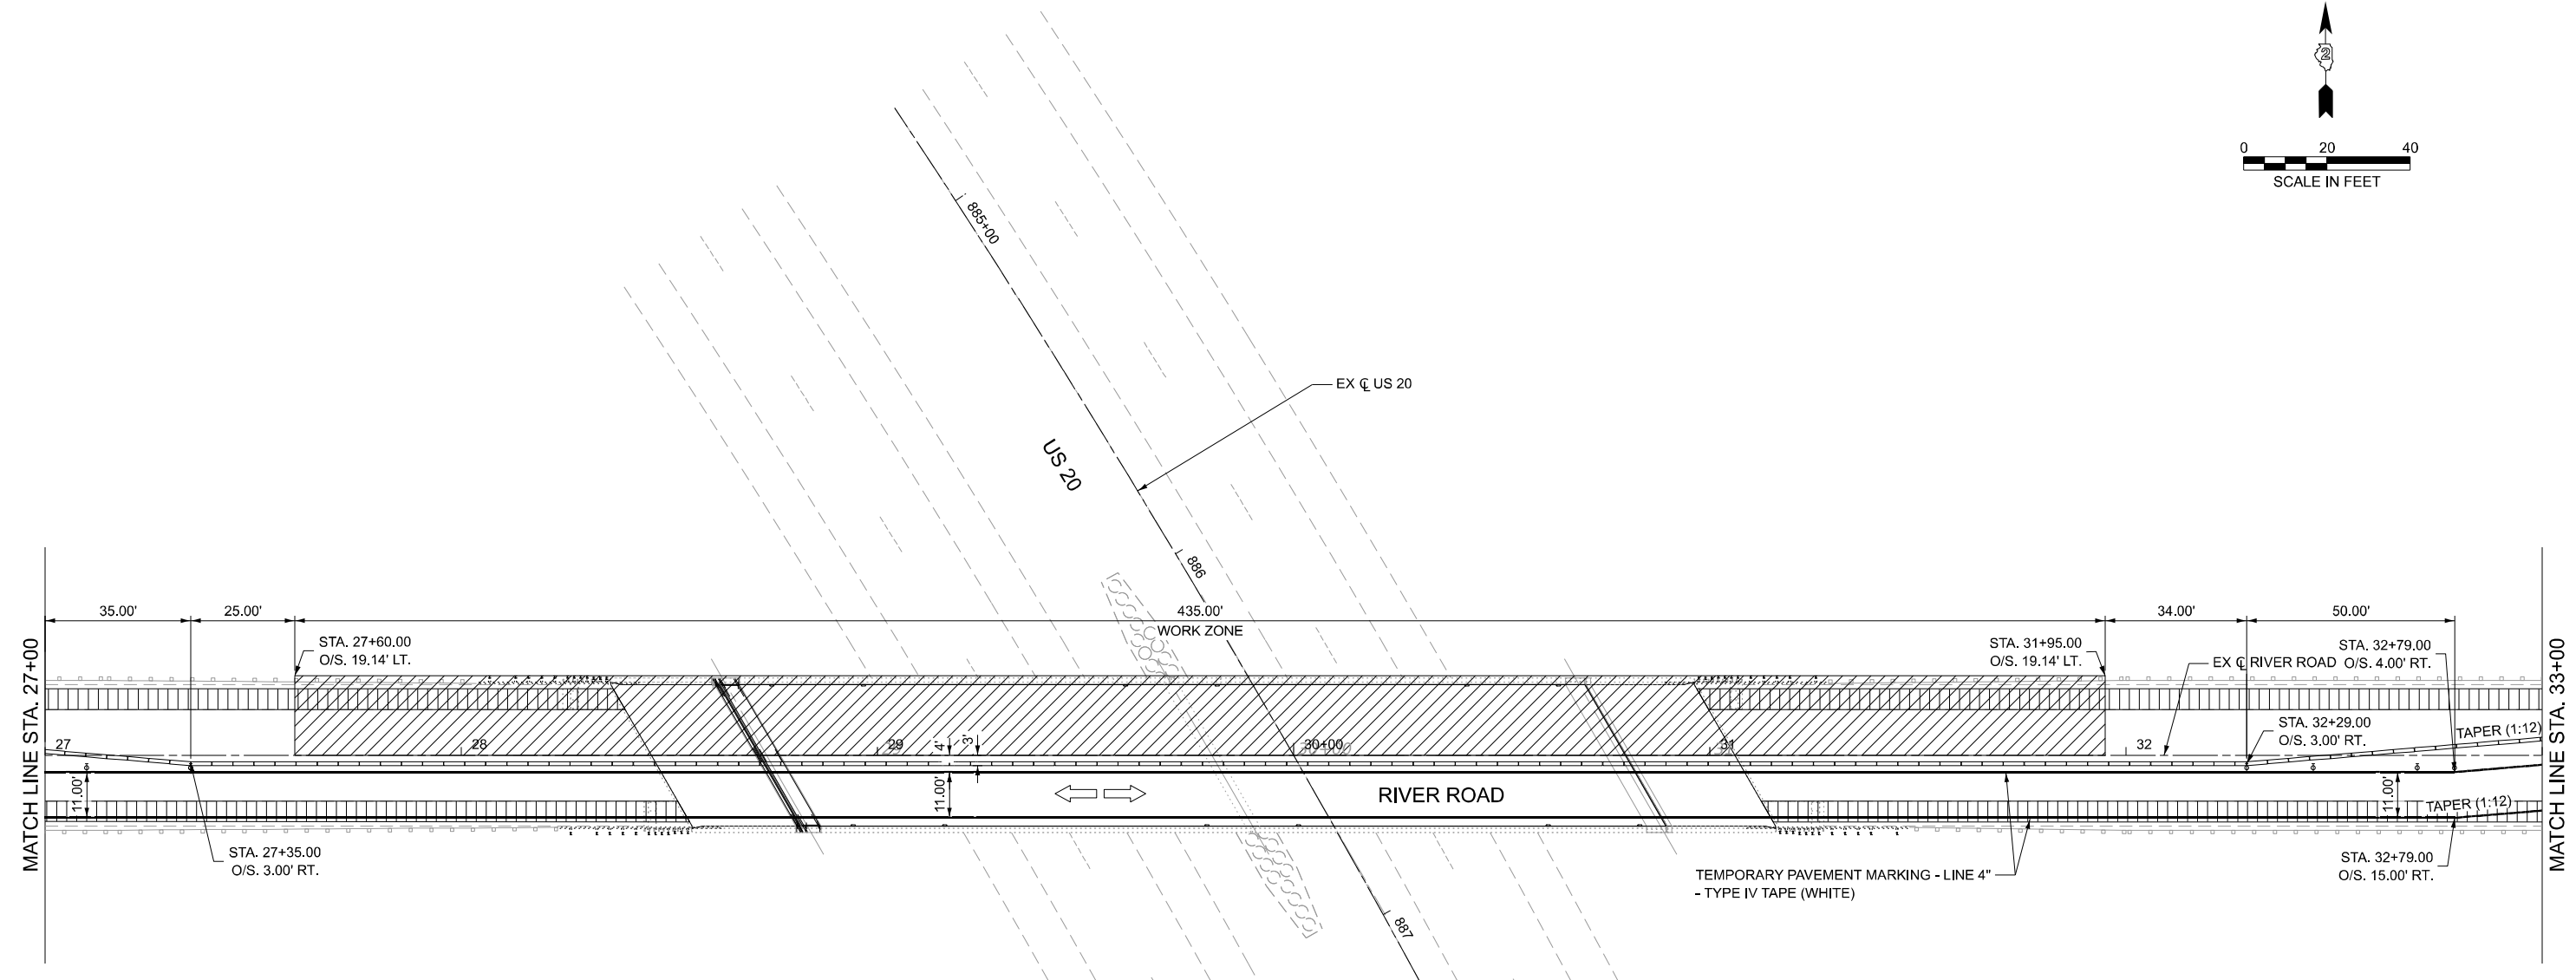 2
0 20 40
SCALE IN FEET
885+00
EX ℄ US 20
US 20
886
35.00' 25.00' 435.00' 34.00' 50.00'
WORK ZONE
STA. 27+60.00
O/S. 19.14' LT.
STA. 31+95.00
O/S. 19.14' LT.
EX ℄ RIVER ROAD
STA. 32+79.00
O/S. 4.00' RT.
MATCH LINE STA. 27+00
MATCH LINE STA. 33+00
STA. 32+29.00
O/S. 3.00' RT.
TAPER (1:12)
27 28 29 30+00 31 32
4' 3'
11.00' 11.00' 11.00'
RIVER ROAD
TAPER (1:12)
STA. 27+35.00
O/S. 3.00' RT.
STA. 32+79.00
O/S. 15.00' RT.
TEMPORARY PAVEMENT MARKING - LINE 4"
- TYPE IV TAPE (WHITE)
887